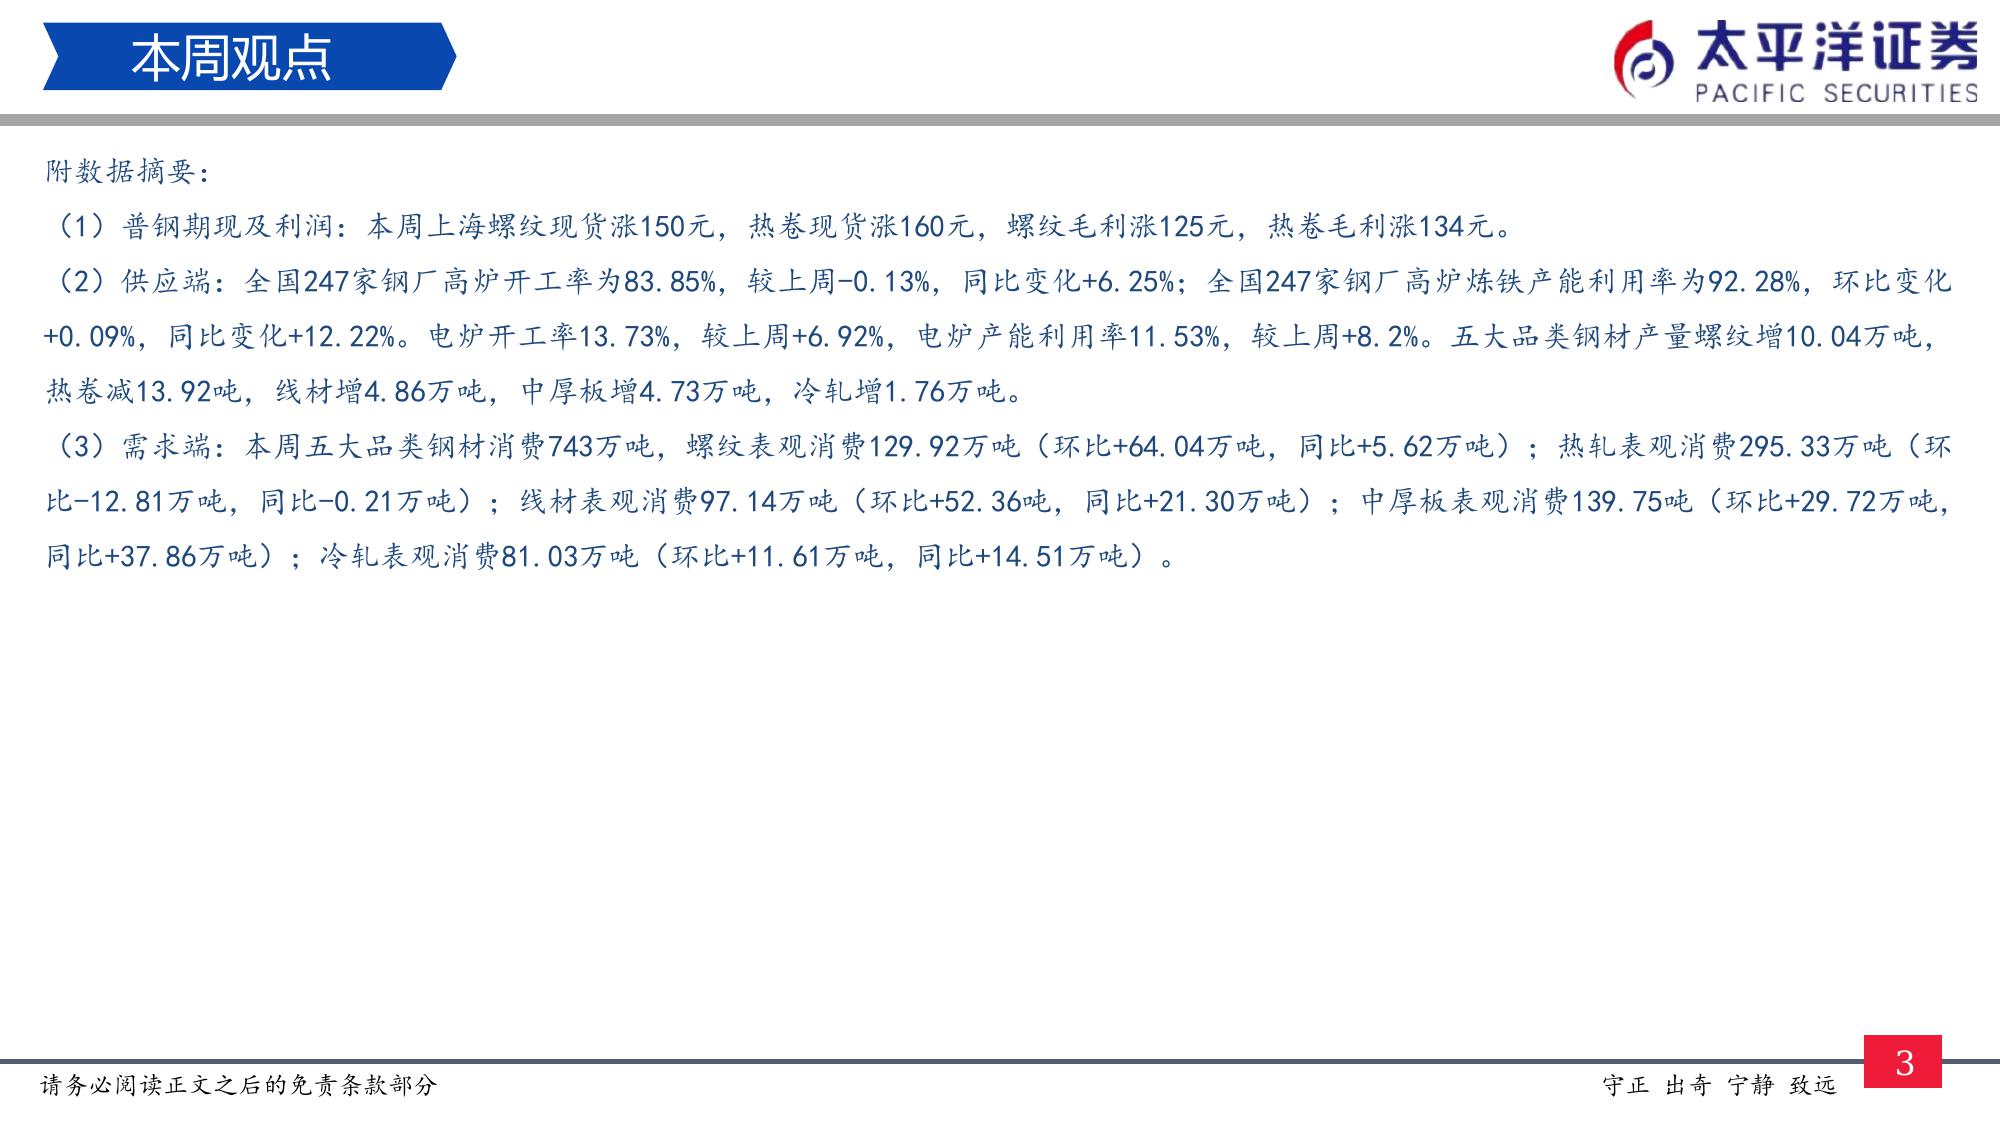 本周观点
太平洋证券
PACIFIC SECURITIES
附数据摘要：
（1）普钢期现及利润：本周上海螺纹现货涨150元，热卷现货涨160元，螺纹毛利涨125元，热卷毛利涨134元。
（2）供应端：全国247家钢厂高炉开工率为83.85%，较上周-0.13%，同比变化+6.25%；全国247家钢厂高炉炼铁产能利用率为92.28%，环比变化
+0.09%，同比变化+12.22%。电炉开工率13.73%，较上周+6.92%，电炉产能利用率11.53%，较上周+8.2%。五大品类钢材产量螺纹增10.04万吨，
热卷减13.92吨，线材增4.86万吨，中厚板增4.73万吨，冷轧增1.76万吨。
（3）需求端：本周五大品类钢材消费743万吨，螺纹表观消费129.92万吨（环比+64.04万吨，同比+5.62万吨）；热轧表观消费295.33万吨（环
比-12.81万吨，同比-0.21万吨）；线材表观消费97.14万吨（环比+52.36吨，同比+21.30万吨）；中厚板表观消费139.75吨（环比+29.72万吨，
同比+37.86万吨）；冷轧表观消费81.03万吨（环比+11.61万吨，同比+14.51万吨）。
请务必阅读正文之后的免责条款部分
守正 出奇 宁静 致远
3